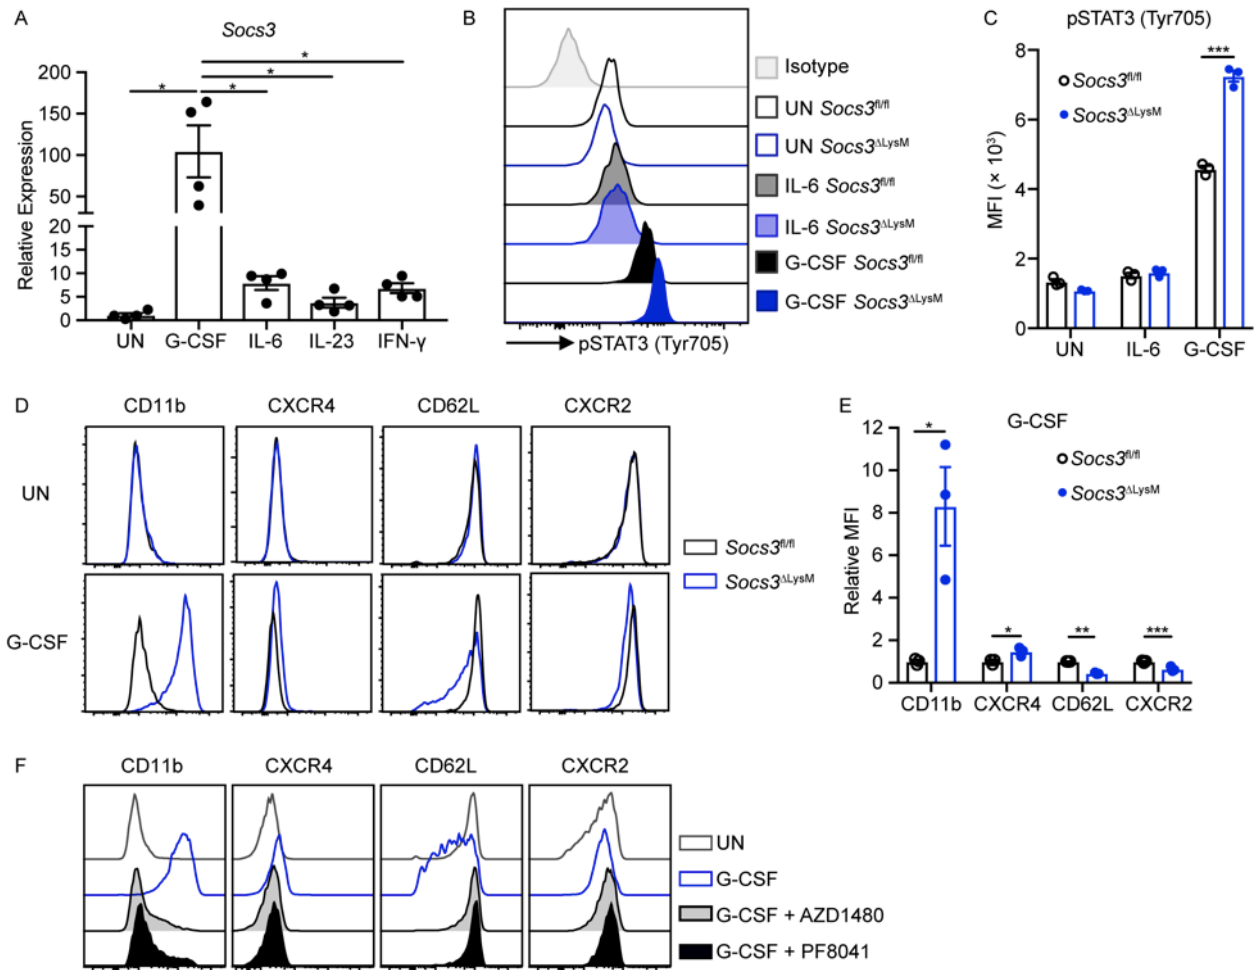 A
Socs3
*
*
*
*
200
150
100
50
20
15
10
5
0
Relative Expression
UN G-CSF IL-6 IL-23 IFN-γ
B
Isotype
UN Socs3fl/fl
UN Socs3ΔLysM
IL-6 Socs3fl/fl
IL-6 Socs3ΔLysM
G-CSF Socs3fl/fl
G-CSF Socs3ΔLysM
pSTAT3 (Tyr705)
C
pSTAT3 (Tyr705)
***
Socs3fl/fl
Socs3ΔLysM
8
6
4
2
0
MFI (× 10³)
UN IL-6 G-CSF
D
CD11b CXCR4 CD62L CXCR2
UN
G-CSF
Socs3fl/fl
Socs3ΔLysM
E
G-CSF
Socs3fl/fl
Socs3ΔLysM
*
*
**
***
12
10
8
6
4
2
0
Relative MFI
CD11b CXCR4 CD62L CXCR2
F
CD11b CXCR4 CD62L CXCR2
UN
G-CSF
G-CSF + AZD1480
G-CSF + PF8041